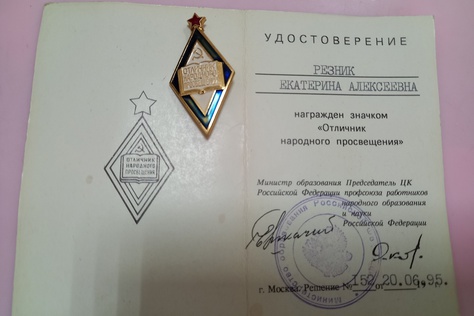 ОТЛИЧНИК
НАРОДНОГО
ПРОСВЕЩЕНИЯ
УДОСТОВЕРЕНИЕ
РЕЗНИК
ЕКАТЕРИНА АЛЕКСЕЕВНА
награжден значком
«Отличник
народного просвещения»
Министр образования Председатель ЦК
Российской Федерации профсоюза работников
народного образования
и науки
Российской Федерации
г. Москва. Решение № 152 от 20.06.95.